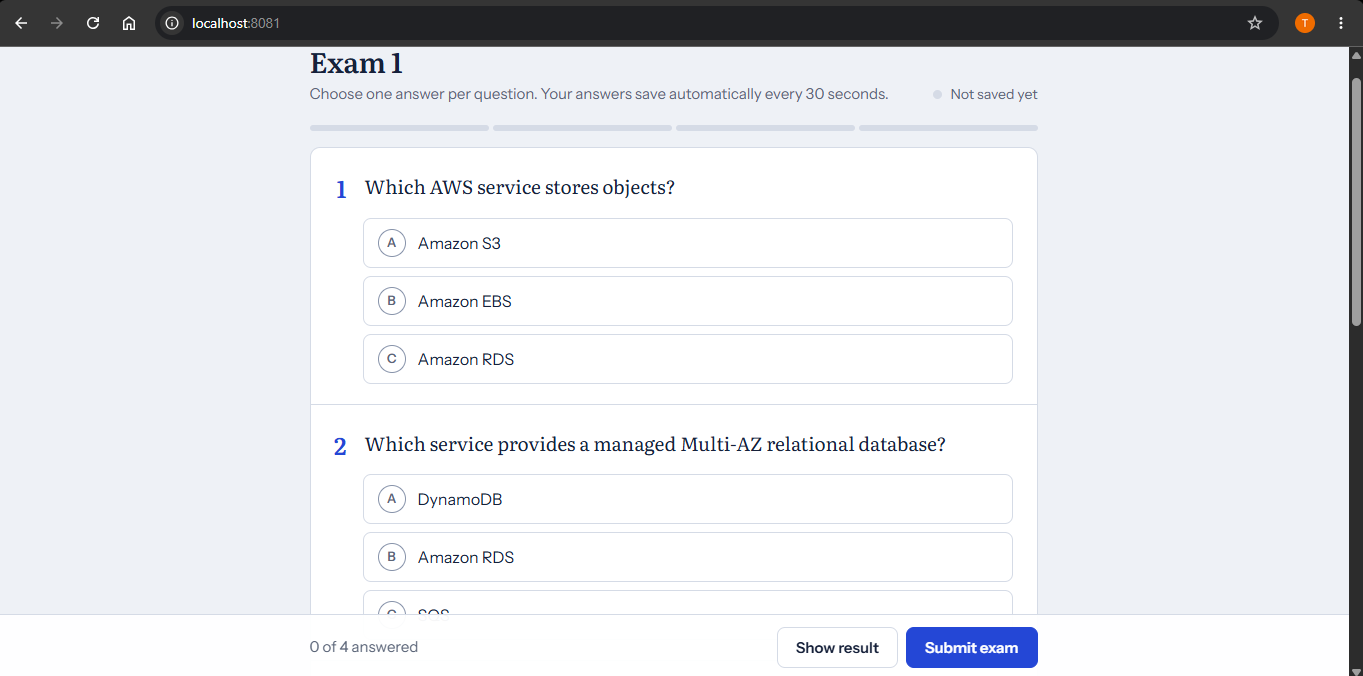 localhost:8081
T
Exam 1
Choose one answer per question. Your answers save automatically every 30 seconds.
Not saved yet
1 Which AWS service stores objects?
A Amazon S3
B Amazon EBS
C Amazon RDS
2 Which service provides a managed Multi-AZ relational database?
A DynamoDB
B Amazon RDS
C SQS
0 of 4 answered
Show result
Submit exam